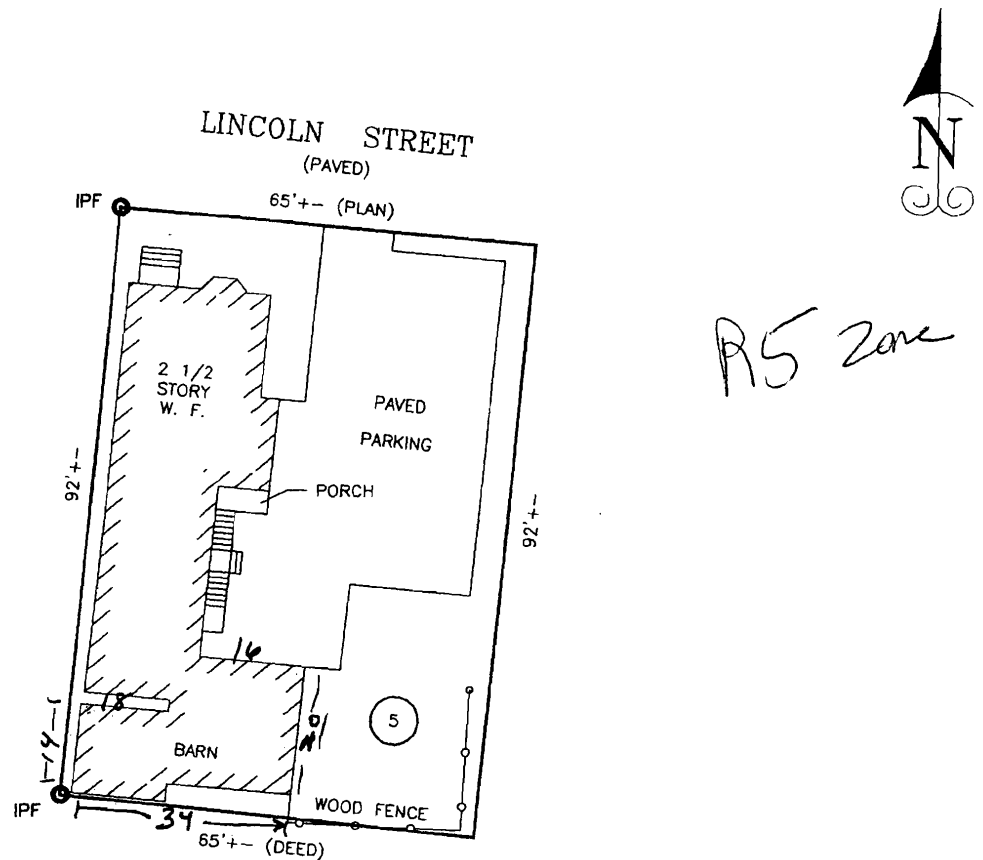 N
LINCOLN STREET
(PAVED)
IPF
65'+- (PLAN)
R5 Zone
2 1/2
STORY
W. F.
PAVED
PARKING
PORCH
92'+-
92'+-
16
18
5
14
BARN
WOOD FENCE
IPF
34
65'+- (DEED)